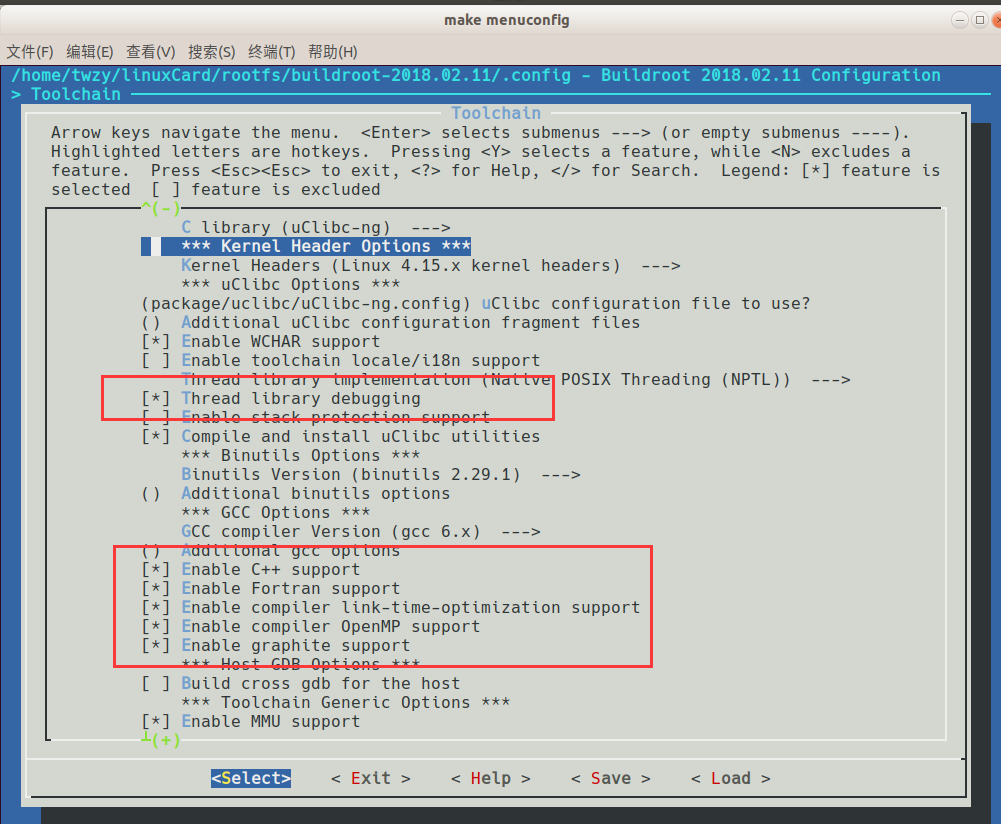 make menuconfig
文件(F) 编辑(E) 查看(V) 搜索(S) 终端(T) 帮助(H)
/home/twzy/linuxCard/rootfs/buildroot-2018.02.11/.config - Buildroot 2018.02.11 Configuration
> Toolchain
Toolchain
Arrow keys navigate the menu.  <Enter> selects submenus ---> (or empty submenus ----).
Highlighted letters are hotkeys.  Pressing <Y> selects a feature, while <N> excludes a
feature.  Press <Esc><Esc> to exit, <?> for Help, </> for Search.  Legend: [*] feature is
selected  [ ] feature is excluded
^(-)
C library (uClibc-ng)  --->
*** Kernel Header Options ***
Kernel Headers (Linux 4.15.x kernel headers)  --->
*** uClibc Options ***
(package/uclibc/uClibc-ng.config) uClibc configuration file to use?
()  Additional uClibc configuration fragment files
[*] Enable WCHAR support
[ ] Enable toolchain locale/i18n support
Thread library implementation (Native POSIX Threading (NPTL))  --->
[*] Thread library debugging
[ ] Enable stack protection support
[*] Compile and install uClibc utilities
*** Binutils Options ***
Binutils Version (binutils 2.29.1)  --->
()  Additional binutils options
*** GCC Options ***
GCC compiler Version (gcc 6.x)  --->
()  Additional gcc options
[*] Enable C++ support
[*] Enable Fortran support
[*] Enable compiler link-time-optimization support
[*] Enable compiler OpenMP support
[*] Enable graphite support
*** Host GDB Options ***
[ ] Build cross gdb for the host
*** Toolchain Generic Options ***
[*] Enable MMU support
┴(+)
<Select>    < Exit >    < Help >    < Save >    < Load >